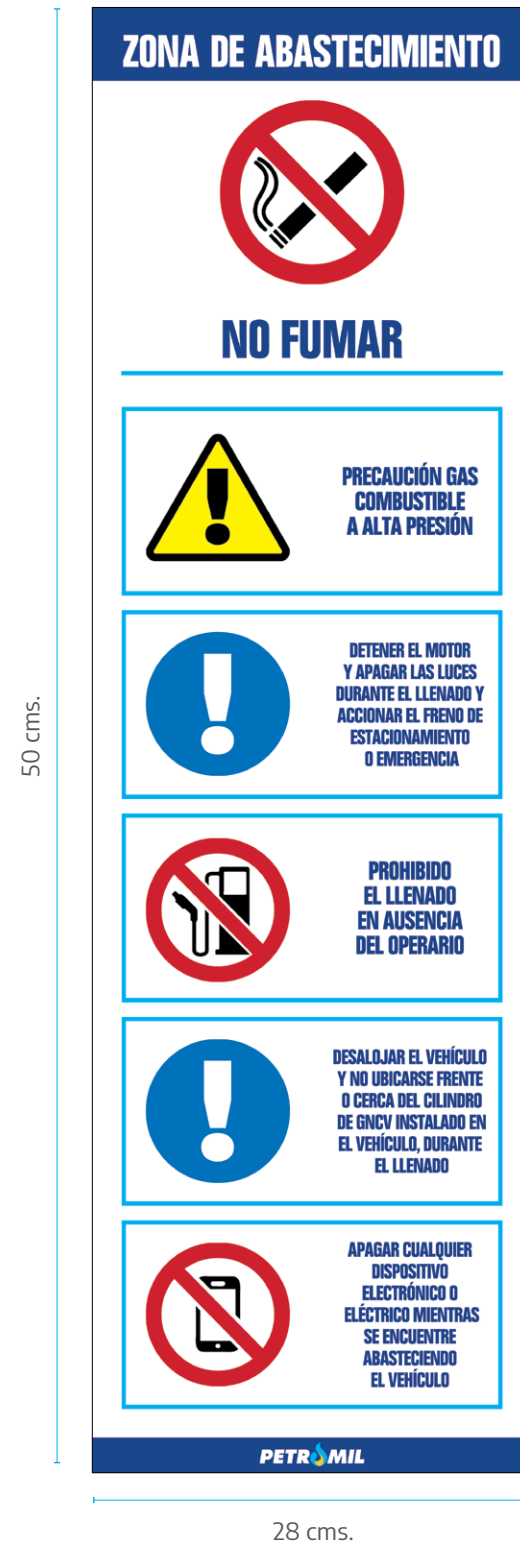 ZONA DE ABASTECIMIENTO
NO FUMAR
PRECAUCIÓN GAS
COMBUSTIBLE
A ALTA PRESIÓN
DETENER EL MOTOR
Y APAGAR LAS LUCES
DURANTE EL LLENADO Y
ACCIONAR EL FRENO DE
ESTACIONAMIENTO
O EMERGENCIA
PROHIBIDO
EL LLENADO
EN AUSENCIA
DEL OPERARIO
DESALOJAR EL VEHÍCULO
Y NO UBICARSE FRENTE
O CERCA DEL CILINDRO
DE GNCV INSTALADO EN
EL VEHÍCULO, DURANTE
EL LLENADO
APAGAR CUALQUIER
DISPOSITIVO
ELECTRÓNICO O
ELÉCTRICO MIENTRAS
SE ENCUENTRE
ABASTECIENDO
EL VEHÍCULO
PETROMIL
50 cms.
28 cms.